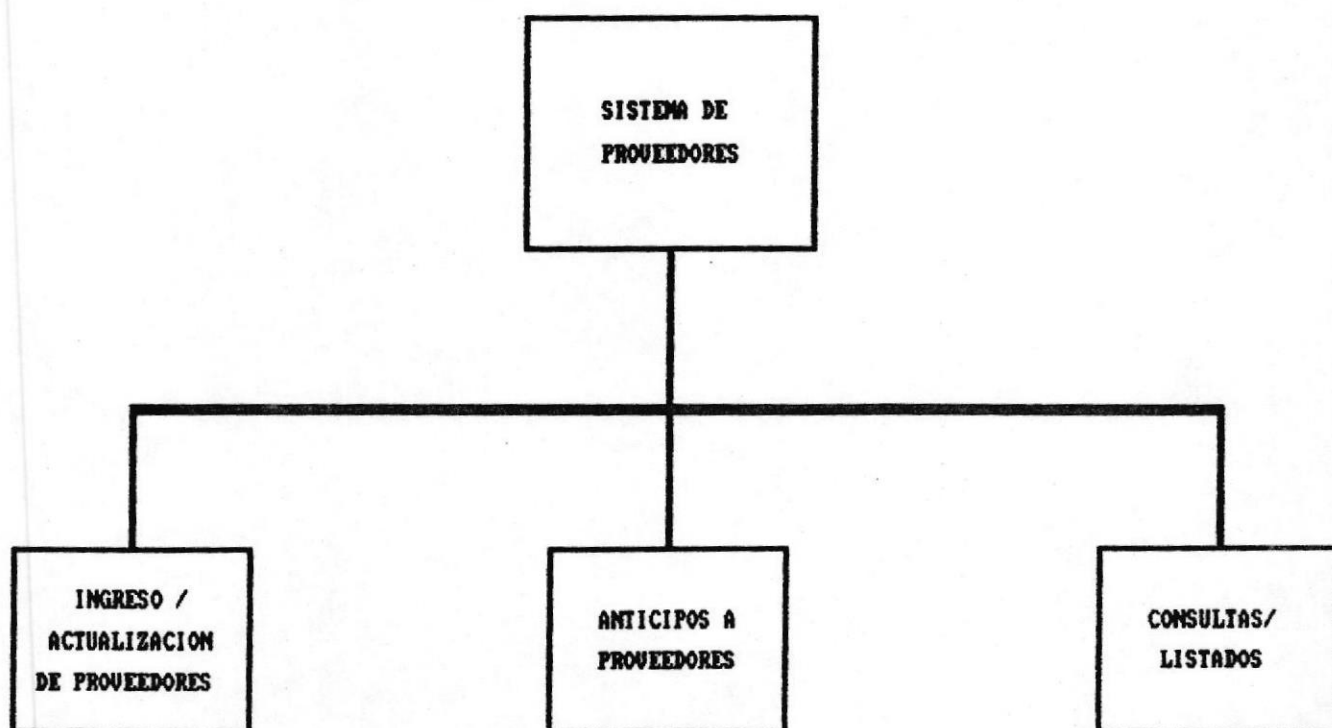 SISTEMA DE
PROVEEDORES
INGRESO /
ACTUALIZACION
DE PROVEEDORES
ANTICIPOS A
PROVEEDORES
CONSULTAS/
LISTADOS